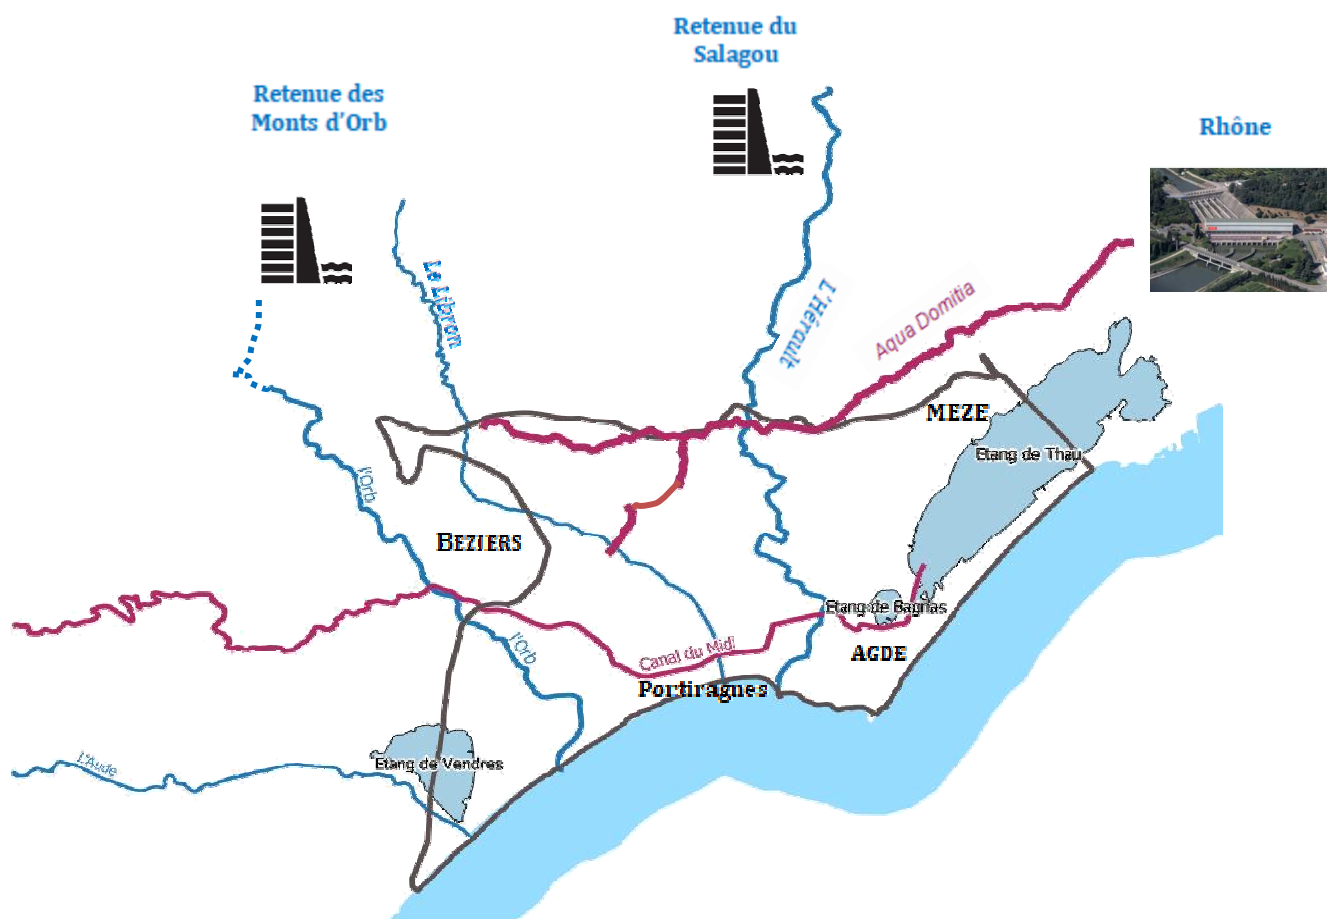 Retenue du
Salagou
Retenue des
Monts d'Orb
Rhône
Le Libron
L'Hérault
Aqua Domitia
MEZE
Etang de Thau
l'Orb
BEZIERS
Etang de Bagnas
l'Orb
Canal du Midi
AGDE
Portiragnes
L'Aude
Etang de Vendres